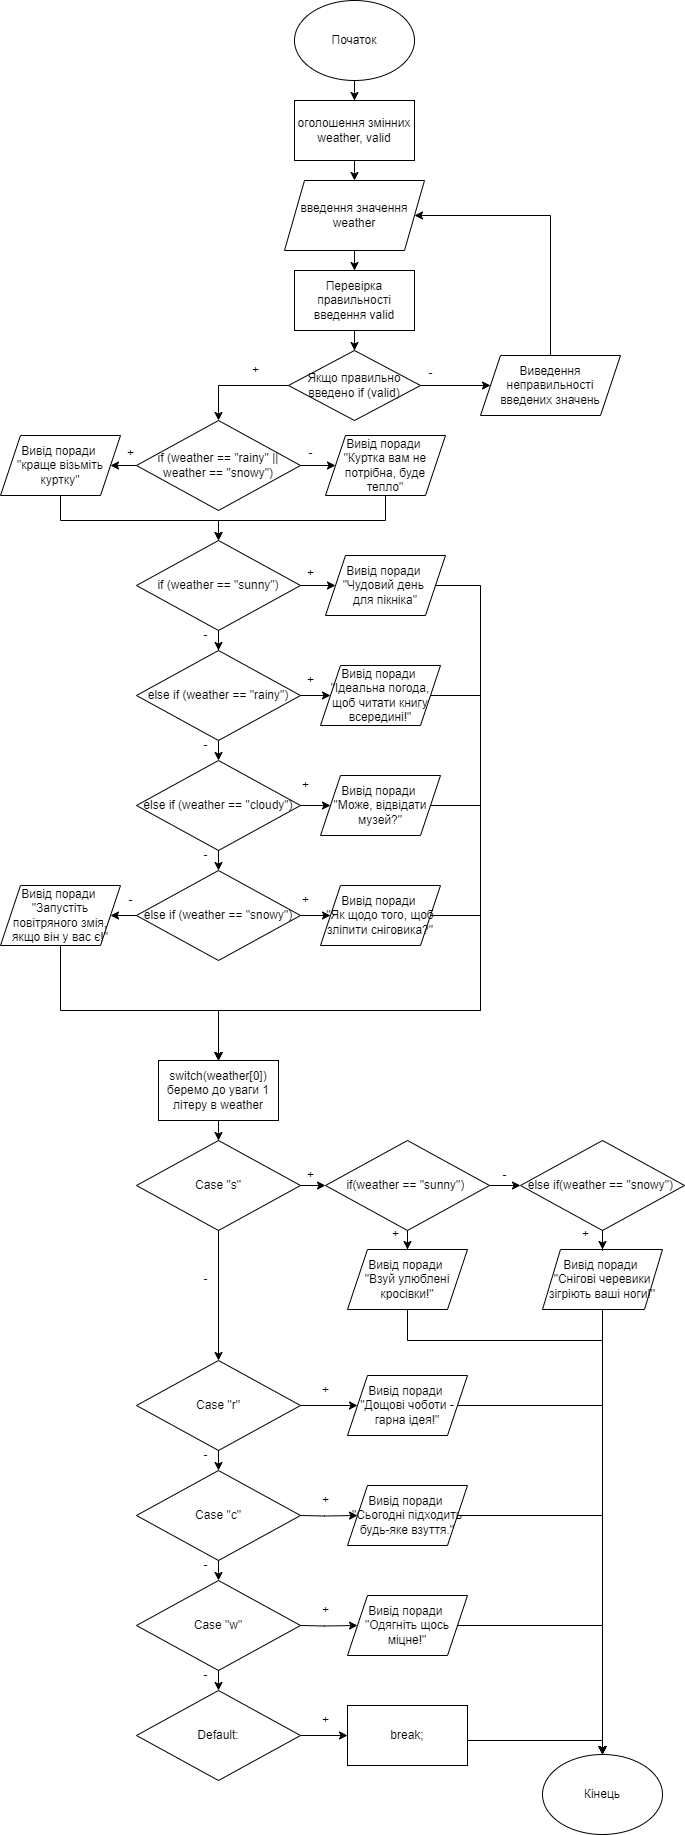 Початок
оголошення змінних
weather, valid
введення значення
weather
Перевірка
правильності
введення valid
Якщо правильно
введено if (valid)
+
-
Виведення
неправильності
введених значень
if (weather == "rainy" ||
weather == "snowy")
+
-
Вивід поради
"краще візьміть
куртку"
Вивід поради
"Куртка вам не
потрібна, буде
тепло"
if (weather == "sunny")
+
-
Вивід поради
"Чудовий день
для пікніка"
else if (weather == "rainy")
+
-
Вивід поради
"Ідеальна погода,
щоб читати книгу
всередині!"
else if (weather == "cloudy")
+
-
Вивід поради
"Може, відвідати
музей?"
else if (weather == "snowy")
-
+
Вивід поради
"Запустіть
повітряного змія,
якщо він у вас є!"
Вивід поради
"Як щодо того, щоб
зліпити сніговика?"
switch(weather[0])
беремо до уваги 1
літеру в weather
Case "s"
+
-
if(weather == "sunny")
-
+
else if(weather == "snowy")
+
Вивід поради
"Взуй улюблені
кросівки!"
Вивід поради
"Снігові черевики
зігріють ваші ноги!"
Case "r"
+
-
Вивід поради
"Дощові чоботи -
гарна ідея!"
Case "c"
+
-
Вивід поради
"Сьогодні підходить
будь-яке взуття."
Case "w"
+
-
Вивід поради
"Одягніть щось
міцне!"
Default:
+
break;
Кінець